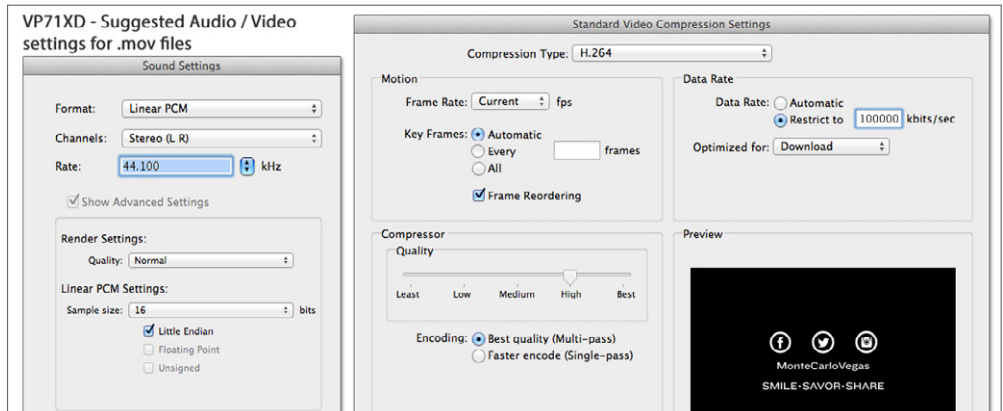 VP71XD - Suggested Audio / Video
settings for .mov files
Sound Settings
Format: Linear PCM
Channels: Stereo (L R)
Rate: 44.100 kHz
Show Advanced Settings
Render Settings:
Quality: Normal
Linear PCM Settings:
Sample size: 16 bits
Little Endian
Floating Point
Unsigned
Standard Video Compression Settings
Compression Type: H.264
Motion
Frame Rate: Current fps
Key Frames: Automatic
Every frames
All
Frame Reordering
Data Rate
Data Rate: Automatic
Restrict to 100000 kbits/sec
Optimized for: Download
Compressor
Quality
Least Low Medium High Best
Encoding: Best quality (Multi-pass)
Faster encode (Single-pass)
Preview
MonteCarloVegas
SMILE·SAVOR·SHARE